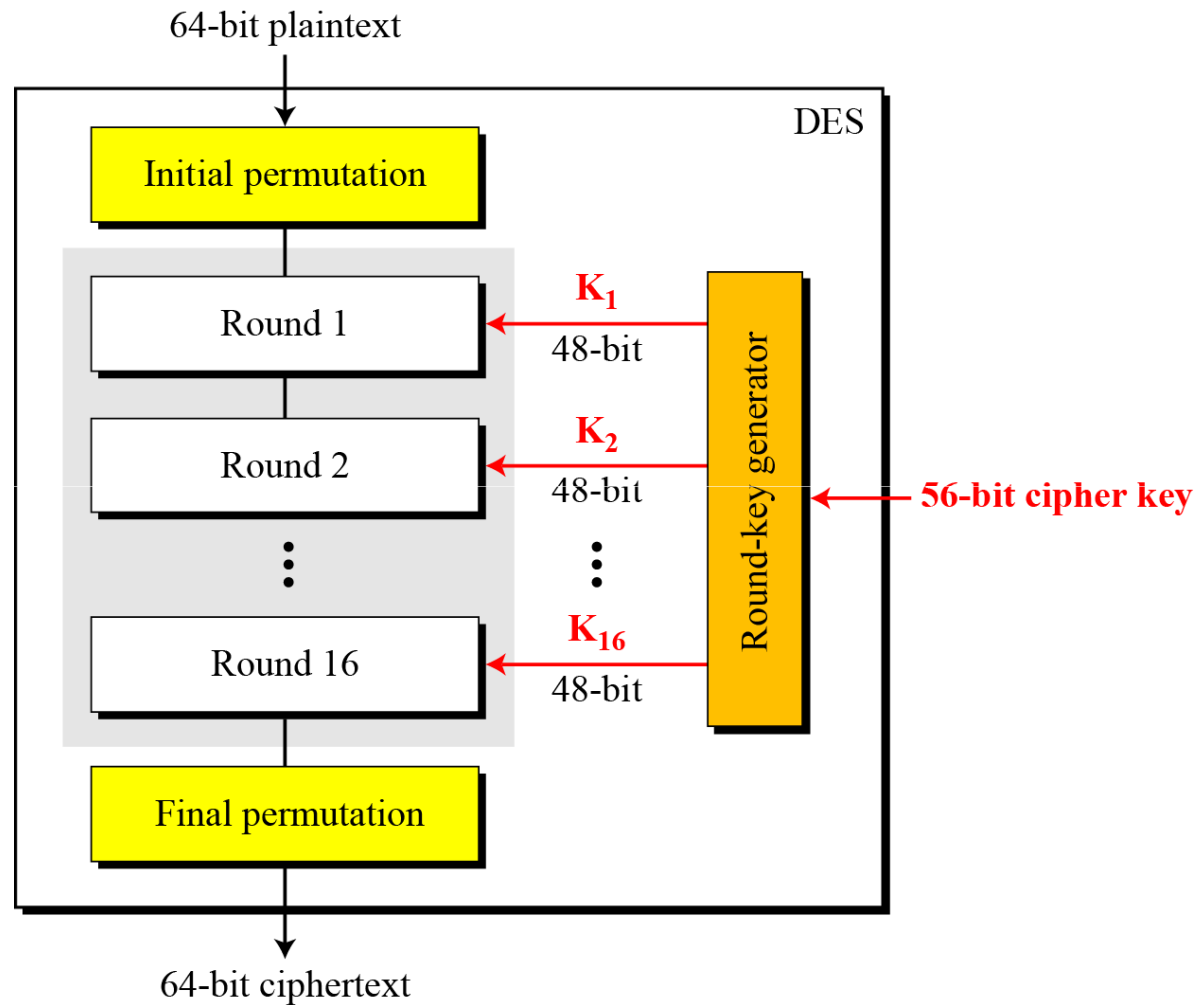 64-bit plaintext
DES
Initial permutation
Round 1
K1
48-bit
Round 2
K2
48-bit
Round-key generator
56-bit cipher key
Round 16
K16
48-bit
Final permutation
64-bit ciphertext